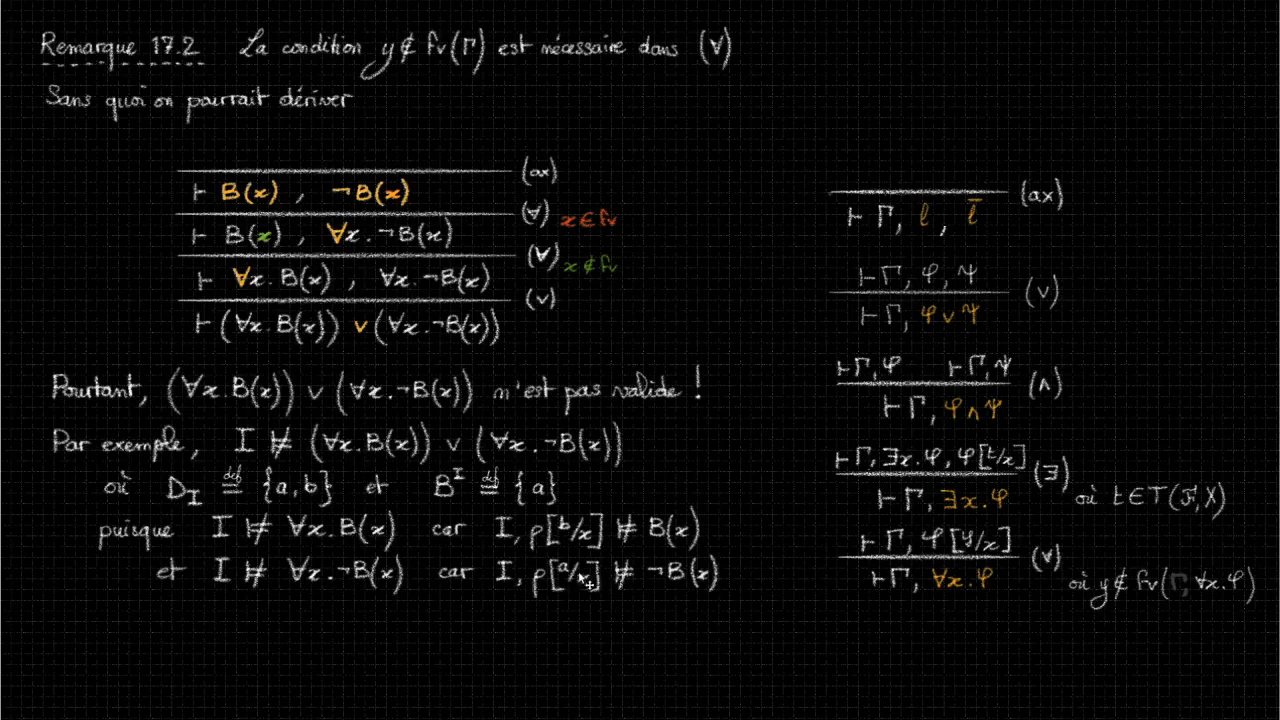 Remarque 17.2 La condition y ∉ fv(Γ) est nécessaire dans (∀)
Sans quoi on pourrait dériver
(ax)
⊢ B(x) , ¬B(x)
(∀) x ∈ fv
⊢ B(x) , ∀x.¬B(x)
(∀) x ∉ fv
⊢ ∀x.B(x) , ∀x.¬B(x)
(∨)
⊢ (∀x.B(x)) ∨ (∀x.¬B(x))
Pourtant, (∀x.B(x)) ∨ (∀x.¬B(x)) n'est pas valide !
Par exemple, I ⊭ (∀x.B(x)) ∨ (∀x.¬B(x))
où D_I ≝ {a,b} et B^I ≝ {a}
puisque I ⊭ ∀x.B(x) car I, ρ[b/x] ⊭ B(x)
et I ⊭ ∀x.¬B(x) car I, ρ[a/x] ⊭ ¬B(x)
(ax)
⊢ Γ, l , l̄
⊢ Γ, φ, ψ
(∨)
⊢ Γ, φ ∨ ψ
⊢ Γ, φ ⊢ Γ, ψ
(∧)
⊢ Γ, φ ∧ ψ
⊢ Γ, ∃x.φ, φ[t/x]
(∃) où t ∈ T(F,X)
⊢ Γ, ∃x.φ
⊢ Γ, φ[y/x]
(∀) où y ∉ fv(Γ, ∀x.φ)
⊢ Γ, ∀x.φ